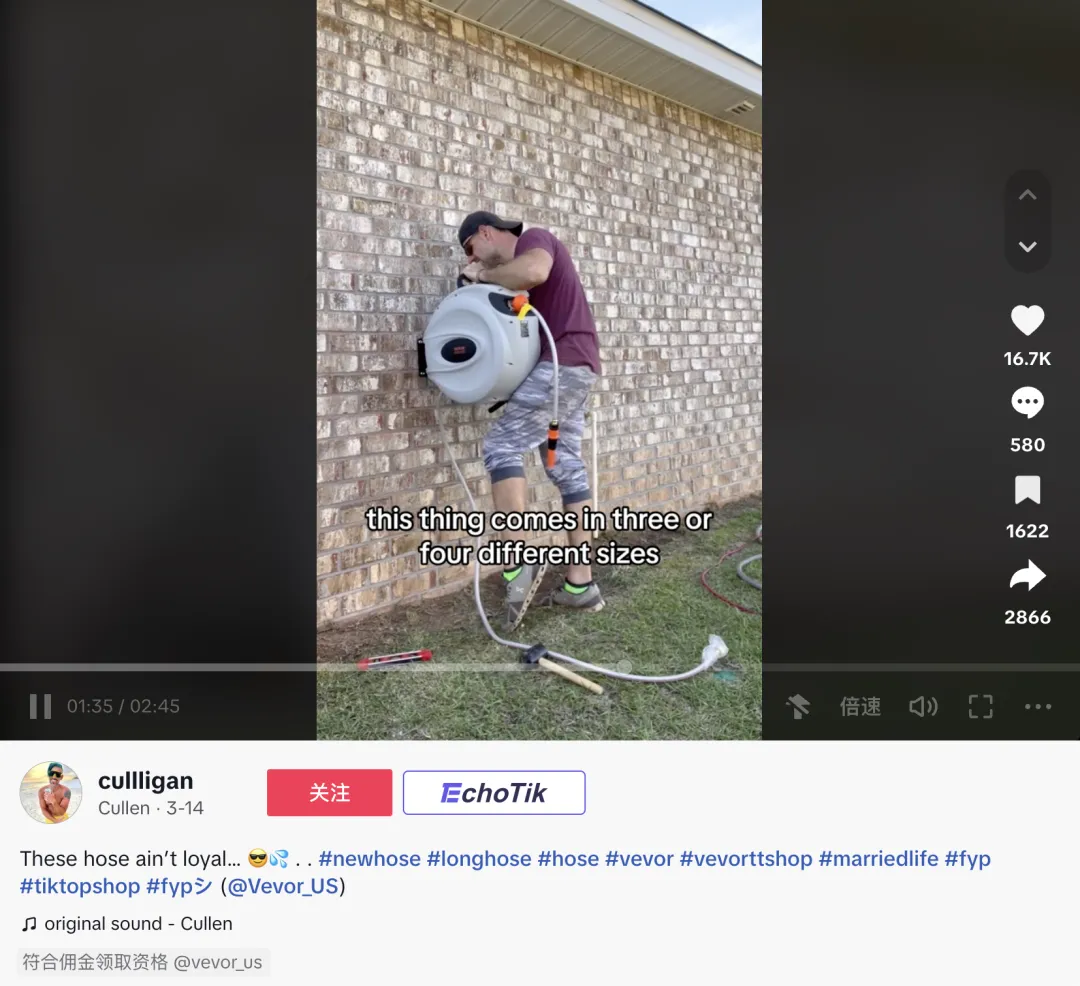 this thing comes in three or
four different sizes
16.7K
580
1622
2866
01:35 / 02:45
倍速
cullligan
Cullen · 3-14
关注
EchoTik
These hose ain’t loyal… 😎💦 . . #newhose #longhose #hose #vevor #vevorttshop #marriedlife #fyp
#tiktopshop #fypシ (@Vevor_US)
♫ original sound - Cullen
符合佣金领取资格 @vevor_us